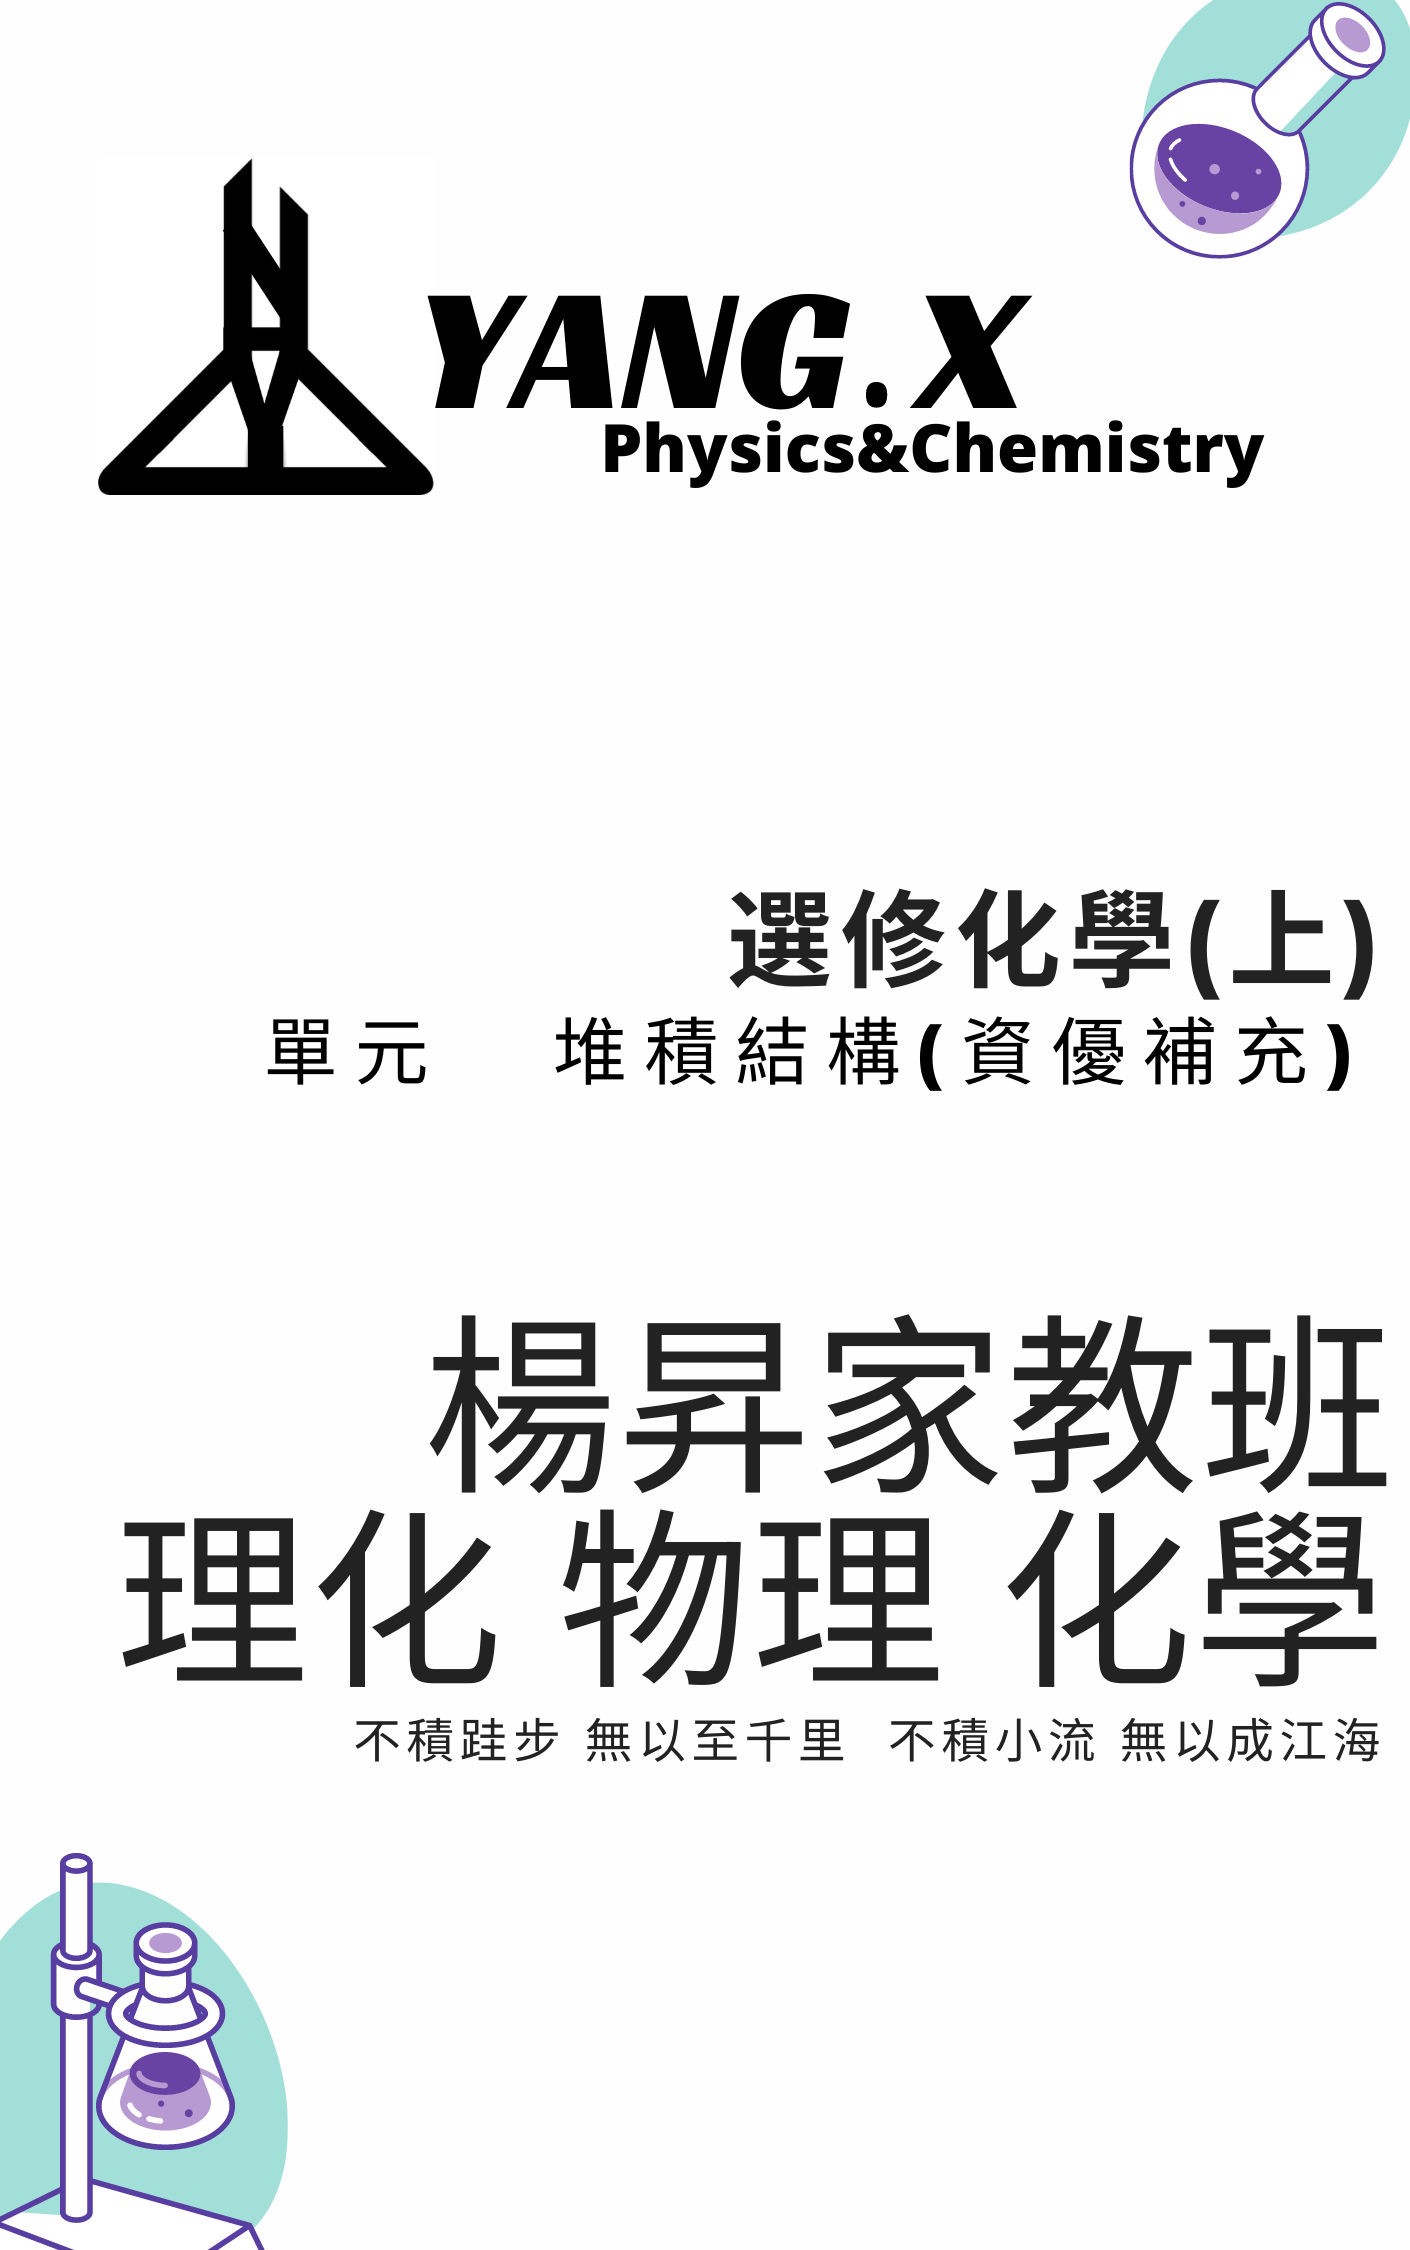 YANG.X
Physics&Chemistry
選修化學(上)
單元 堆積結構(資優補充)
楊昇家教班
理化 物理 化學
不積跬步 無以至千里 不積小流 無以成江海